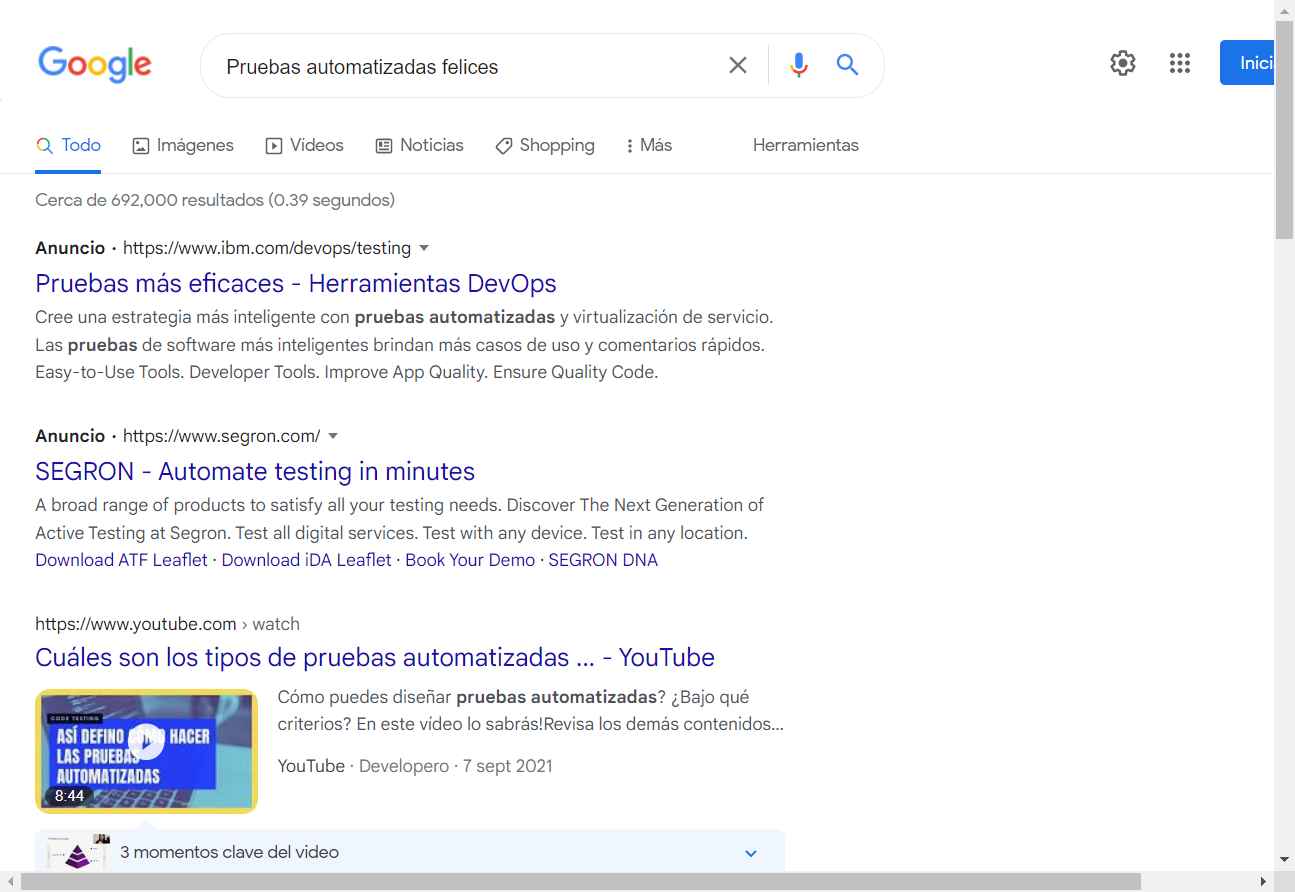 Google
Pruebas automatizadas felices
Inici
Todo
Imágenes
Vídeos
Noticias
Shopping
Más
Herramientas
Cerca de 692,000 resultados (0.39 segundos)
Anuncio · https://www.ibm.com/devops/testing
Pruebas más eficaces - Herramientas DevOps
Cree una estrategia más inteligente con pruebas automatizadas y virtualización de servicio.
Las pruebas de software más inteligentes brindan más casos de uso y comentarios rápidos.
Easy-to-Use Tools. Developer Tools. Improve App Quality. Ensure Quality Code.
Anuncio · https://www.segron.com/
SEGRON - Automate testing in minutes
A broad range of products to satisfy all your testing needs. Discover The Next Generation of
Active Testing at Segron. Test all digital services. Test with any device. Test in any location.
Download ATF Leaflet · Download iDA Leaflet · Book Your Demo · SEGRON DNA
https://www.youtube.com › watch
Cuáles son los tipos de pruebas automatizadas ... - YouTube
CODE TESTING
ASÍ DEFINO CÓMO HACER
LAS PRUEBAS
AUTOMATIZADAS
8:44
Cómo puedes diseñar pruebas automatizadas? ¿Bajo qué
criterios? En este vídeo lo sabrás!Revisa los demás contenidos...
YouTube · Developero · 7 sept 2021
3 momentos clave del video